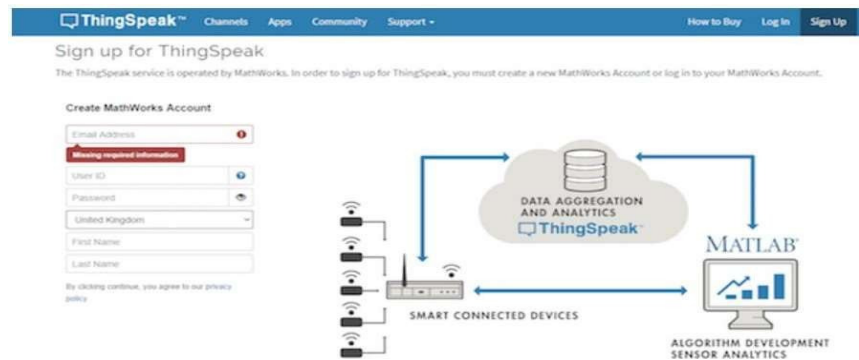 ThingSpeak™ Channels Apps Community Support How to Buy Log In Sign Up
Sign up for ThingSpeak
The ThingSpeak service is operated by MathWorks. In order to sign up for ThingSpeak, you must create a new MathWorks Account or log in to your MathWorks Account.
Create MathWorks Account
Email Address
Missing required information
User ID
Password
United Kingdom
First Name
Last Name
By clicking continue, you agree to our privacy
policy
DATA AGGREGATION
AND ANALYTICS
ThingSpeak™
SMART CONNECTED DEVICES
MATLAB®
ALGORITHM DEVELOPMENT
SENSOR ANALYTICS